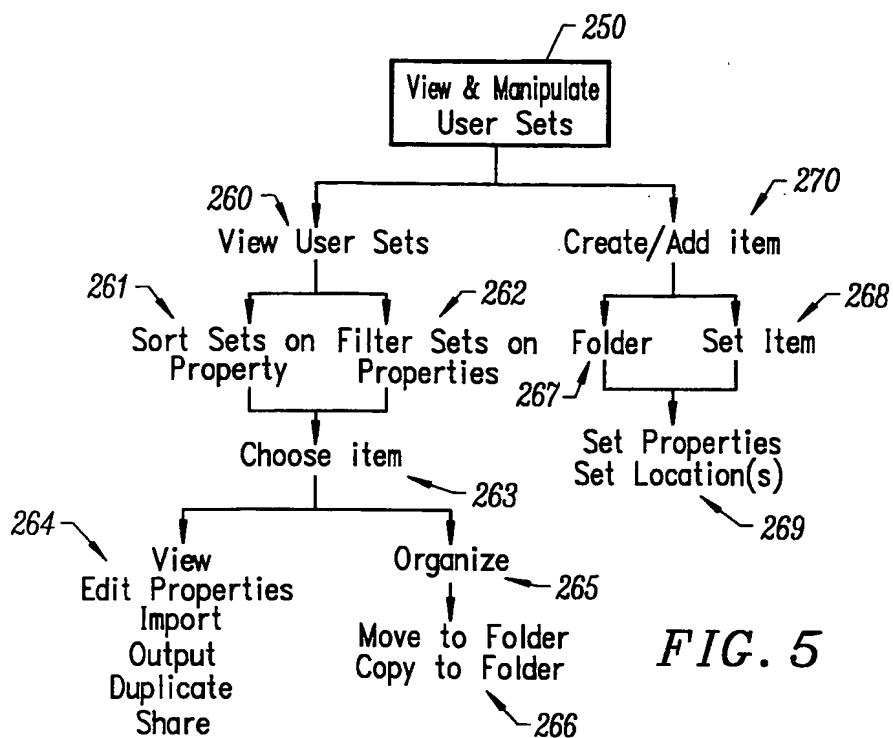 250
View & Manipulate
User Sets
260
270
View User Sets
Create/Add item
261
262
268
Sort Sets on
Property
Filter Sets on
Properties
Folder
Set Item
267
Choose item
263
Set Properties
Set Location(s)
269
264
View
Edit Properties
Import
Output
Duplicate
Share
Organize
265
Move to Folder
Copy to Folder
266
FIG. 5